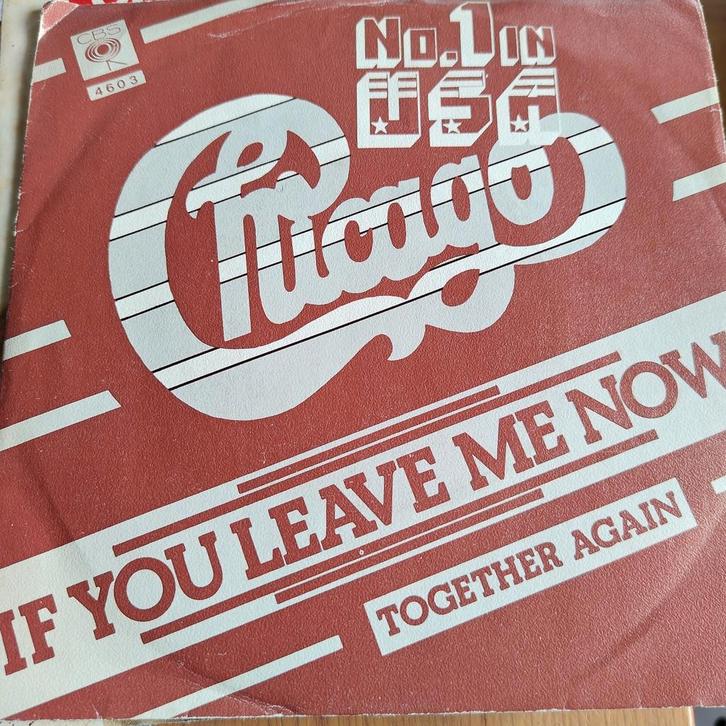 CBS
4603
No.1 IN
USA
Chicago
IF YOU LEAVE ME NOW
TOGETHER AGAIN